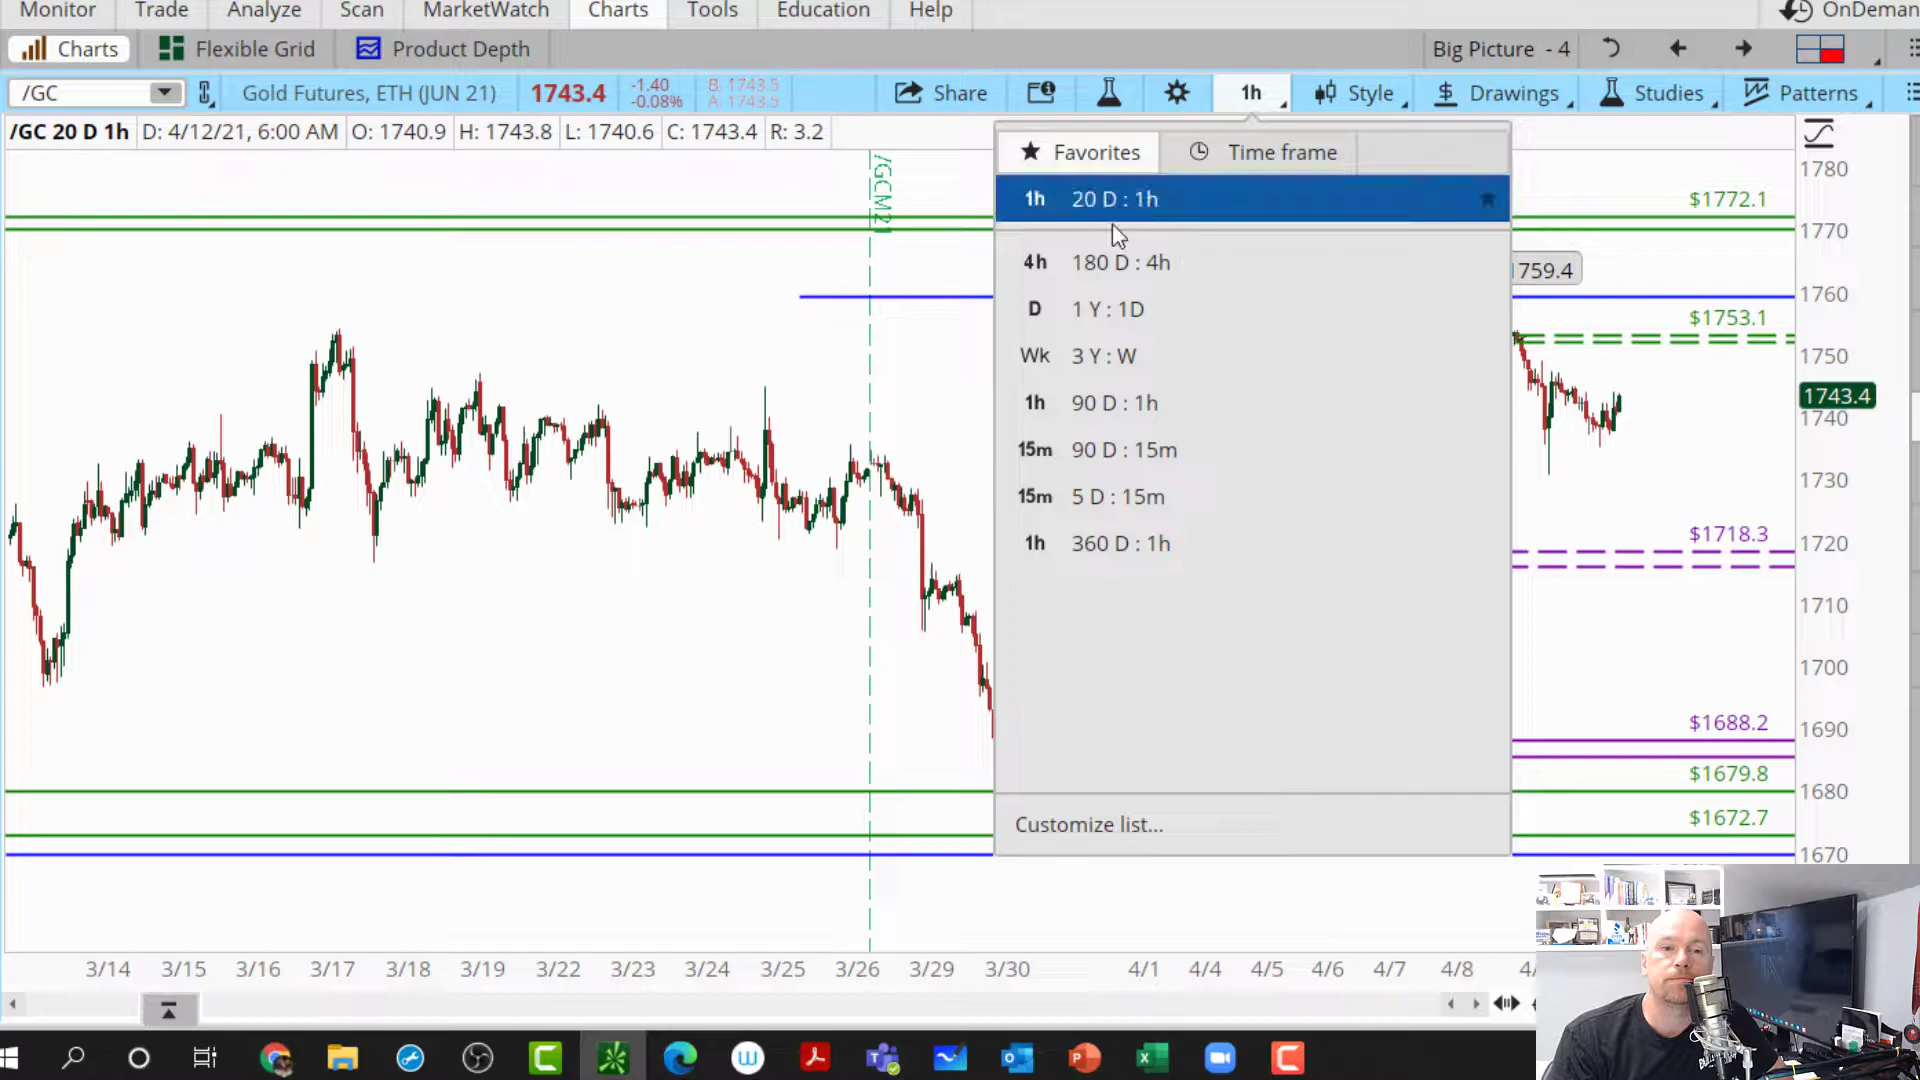 Monitor Trade Analyze Scan MarketWatch Charts Tools Education Help OnDeman
Charts Flexible Grid Product Depth Big Picture - 4
/GC Gold Futures, ETH (JUN 21) 1743.4 -1.40 -0.08% B: 1743.5 A: 1743.5 Share 1h Style $ Drawings Studies Patterns
/GC 20 D 1h D: 4/12/21, 6:00 AM O: 1740.9 H: 1743.8 L: 1740.6 C: 1743.4 R: 3.2
/GCM21
Favorites Time frame
1h 20 D : 1h
4h 180 D : 4h
D 1 Y : 1D
Wk 3 Y : W
1h 90 D : 1h
15m 90 D : 15m
15m 5 D : 15m
1h 360 D : 1h
Customize list...
$1772.1
759.4
$1753.1
$1718.3
$1688.2
$1679.8
$1672.7
1780
1770
1760
1750
1743.4
1740
1730
1720
1710
1700
1690
1680
1670
3/14 3/15 3/16 3/17 3/18 3/19 3/22 3/23 3/24 3/25 3/26 3/29 3/30 4/1 4/4 4/5 4/6 4/7 4/8